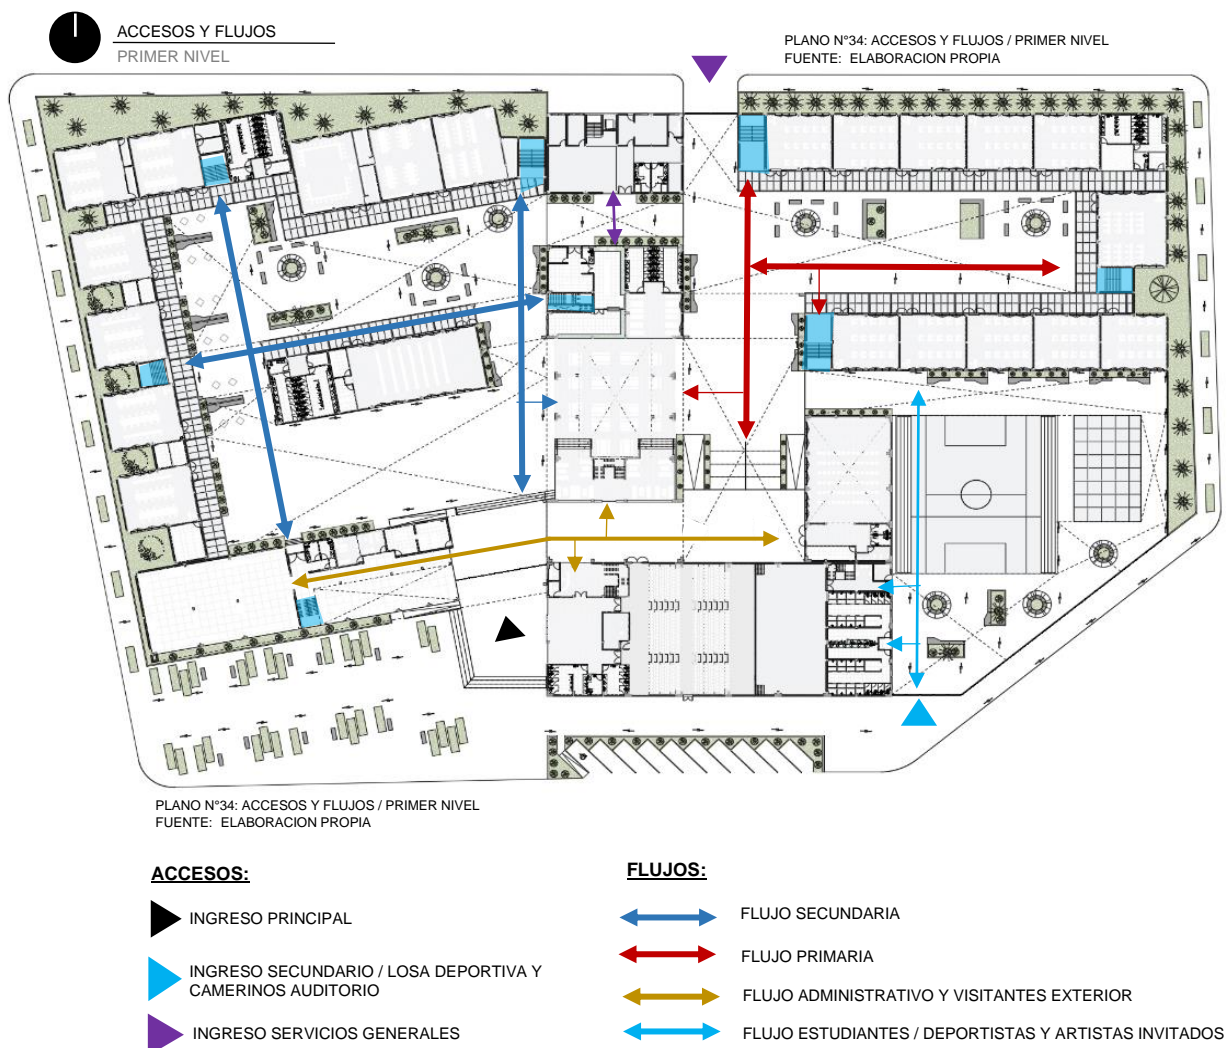 ACCESOS Y FLUJOS
PRIMER NIVEL
PLANO N°34: ACCESOS Y FLUJOS / PRIMER NIVEL
FUENTE: ELABORACION PROPIA
PLANO N°34: ACCESOS Y FLUJOS / PRIMER NIVEL
FUENTE: ELABORACION PROPIA
ACCESOS:
INGRESO PRINCIPAL
INGRESO SECUNDARIO / LOSA DEPORTIVA Y
CAMERINOS AUDITORIO
INGRESO SERVICIOS GENERALES
FLUJOS:
FLUJO SECUNDARIA
FLUJO PRIMARIA
FLUJO ADMINISTRATIVO Y VISITANTES EXTERIOR
FLUJO ESTUDIANTES / DEPORTISTAS Y ARTISTAS INVITADOS